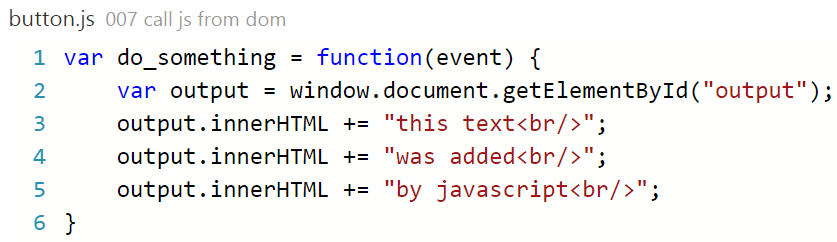 button.js 007 call js from dom
1 var do_something = function(event) {
2     var output = window.document.getElementById("output");
3     output.innerHTML += "this text<br/>";
4     output.innerHTML += "was added<br/>";
5     output.innerHTML += "by javascript<br/>";
6 }